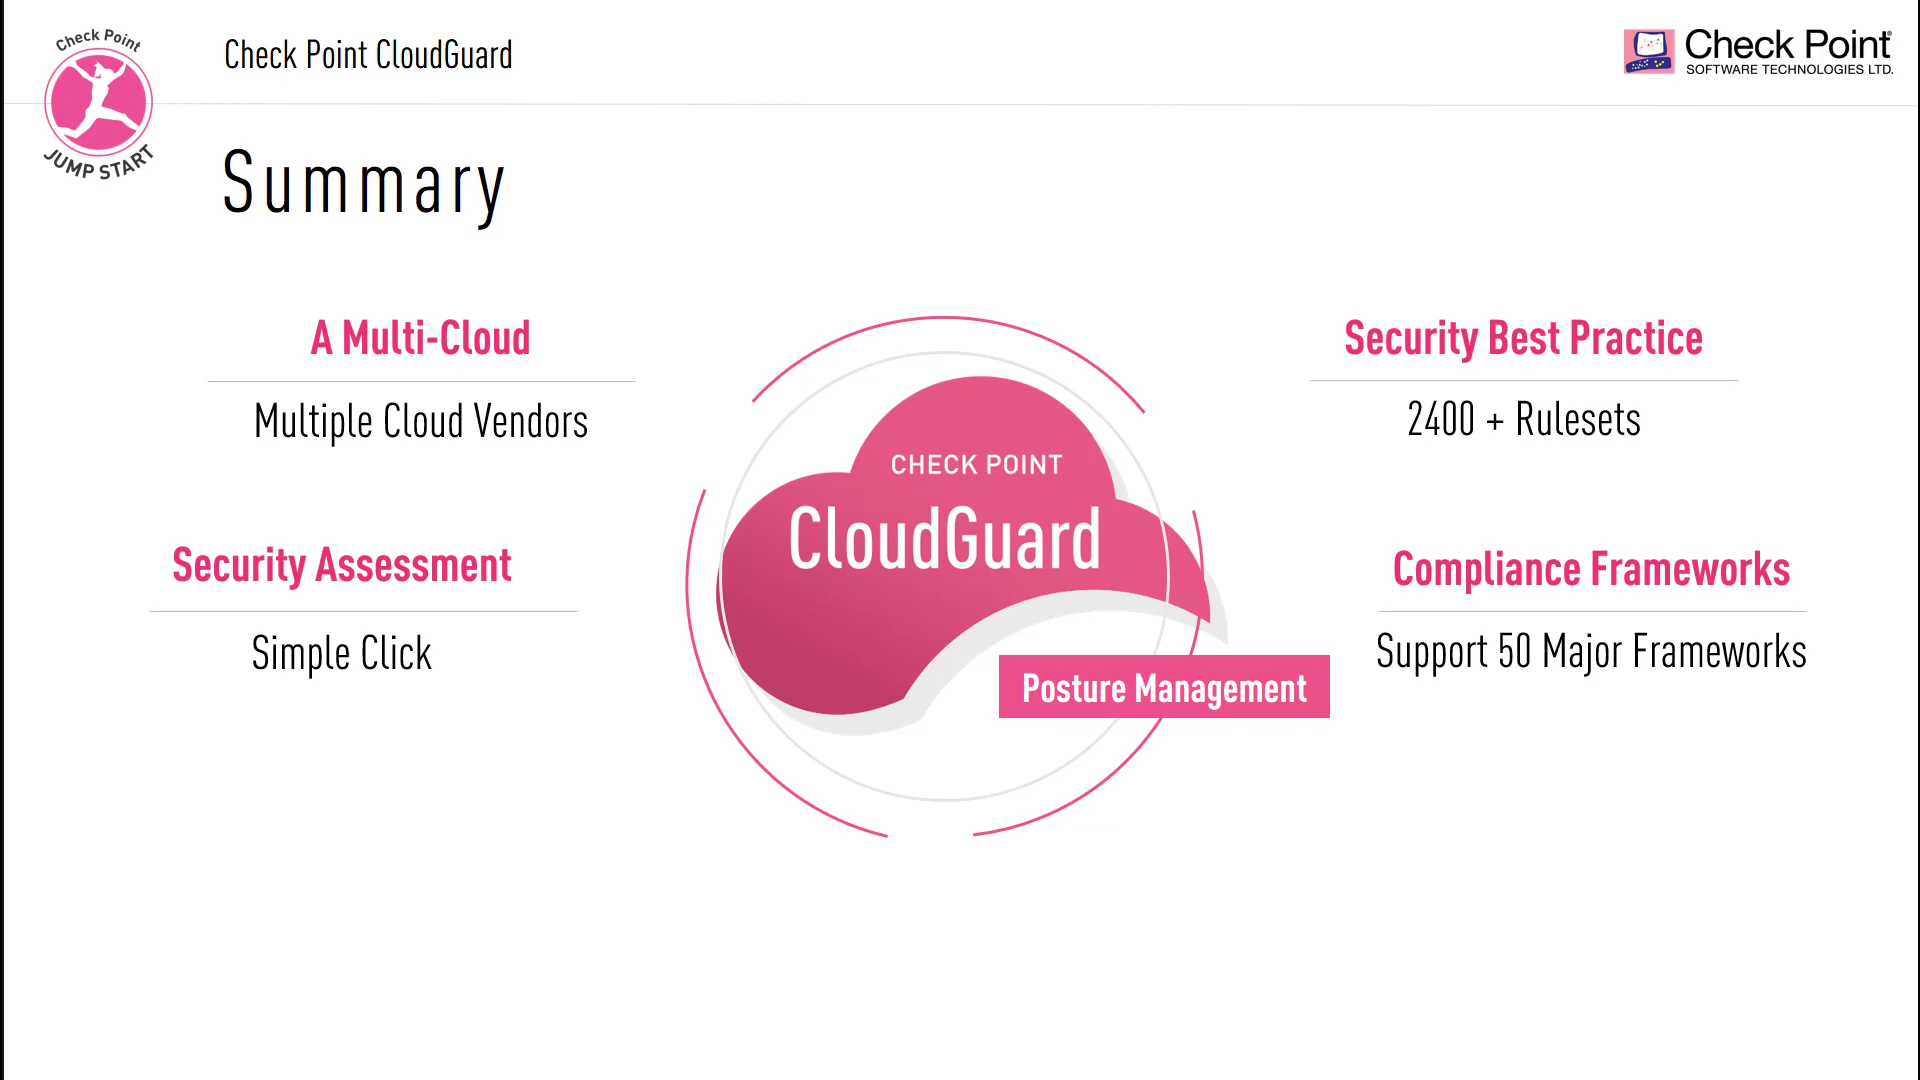 Check Point
JUMP START
Check Point CloudGuard
Check Point®
SOFTWARE TECHNOLOGIES LTD.
Summary
A Multi-Cloud
Multiple Cloud Vendors
Security Assessment
Simple Click
CHECK POINT
CloudGuard
Posture Management
Security Best Practice
2400 + Rulesets
Compliance Frameworks
Support 50 Major Frameworks